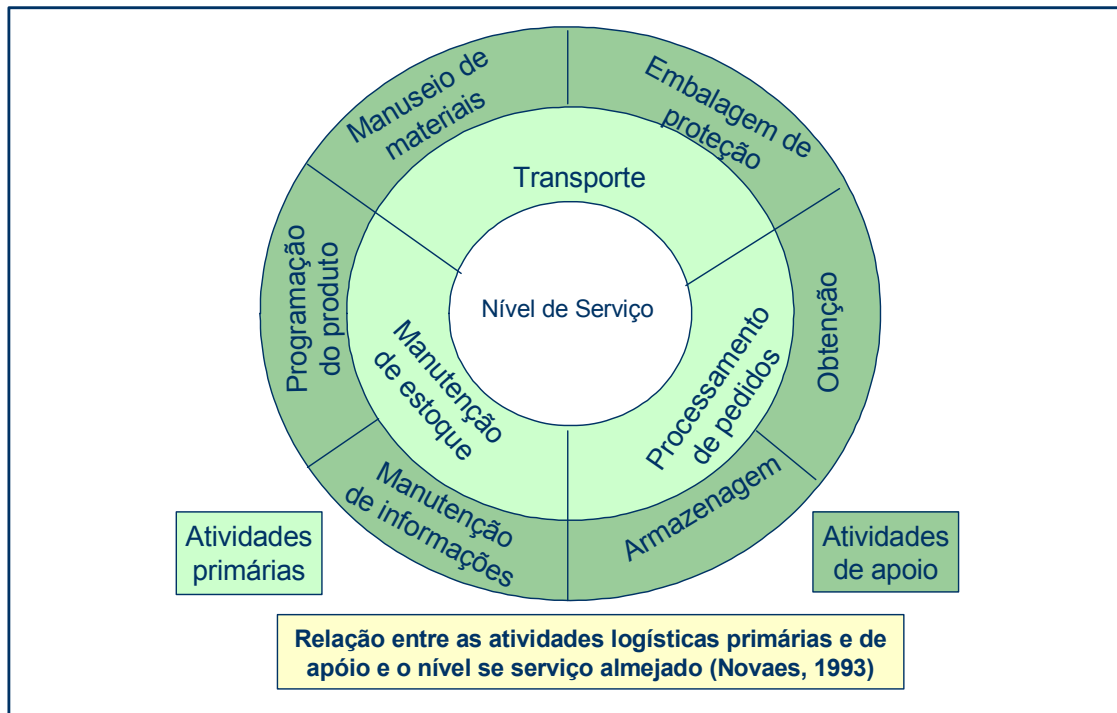 Manuseio de
materiais
Embalagem de
proteção
Transporte
Programação
do produto
Nível de Serviço
Obtenção
Manutenção
de estoque
Processamento
de pedidos
Manutenção
de informações
Armazenagem
Atividades
primárias
Atividades
de apoio
Relação entre as atividades logísticas primárias e de
apóio e o nível se serviço almejado (Novaes, 1993)